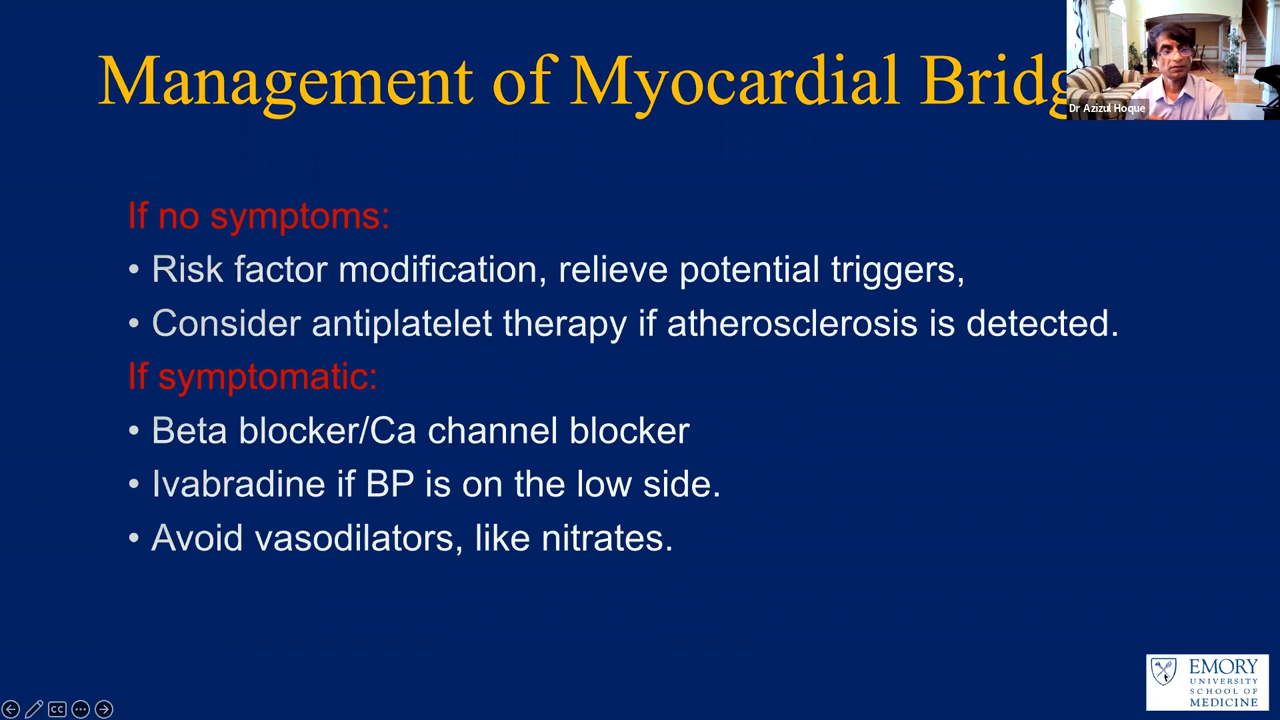 Management of Myocardial Bridg
Dr Azizul Hoque
If no symptoms:
• Risk factor modification, relieve potential triggers,
• Consider antiplatelet therapy if atherosclerosis is detected.
If symptomatic:
• Beta blocker/Ca channel blocker
• Ivabradine if BP is on the low side.
• Avoid vasodilators, like nitrates.
EMORY
UNIVERSITY
SCHOOL OF
MEDICINE
CC